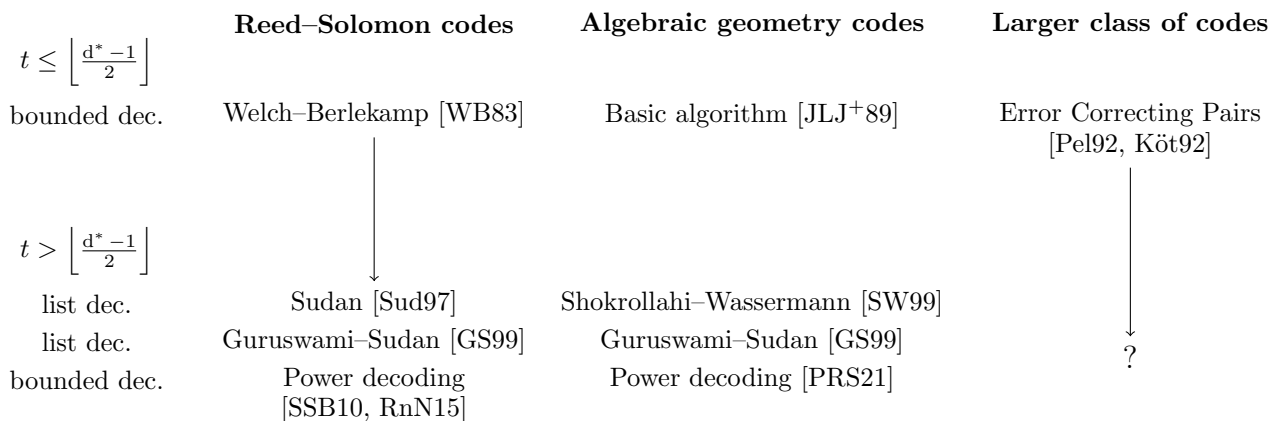 Reed–Solomon codes Algebraic geometry codes Larger class of codes
t ≤ ⌊(d* −1)/2⌋
bounded dec. Welch–Berlekamp [WB83] Basic algorithm [JLJ+89] Error Correcting Pairs
[Pel92, Köt92]
t > ⌊(d* −1)/2⌋
list dec. Sudan [Sud97] Shokrollahi–Wassermann [SW99]
list dec. Guruswami–Sudan [GS99] Guruswami–Sudan [GS99] ?
bounded dec. Power decoding Power decoding [PRS21]
[SSB10, RnN15]